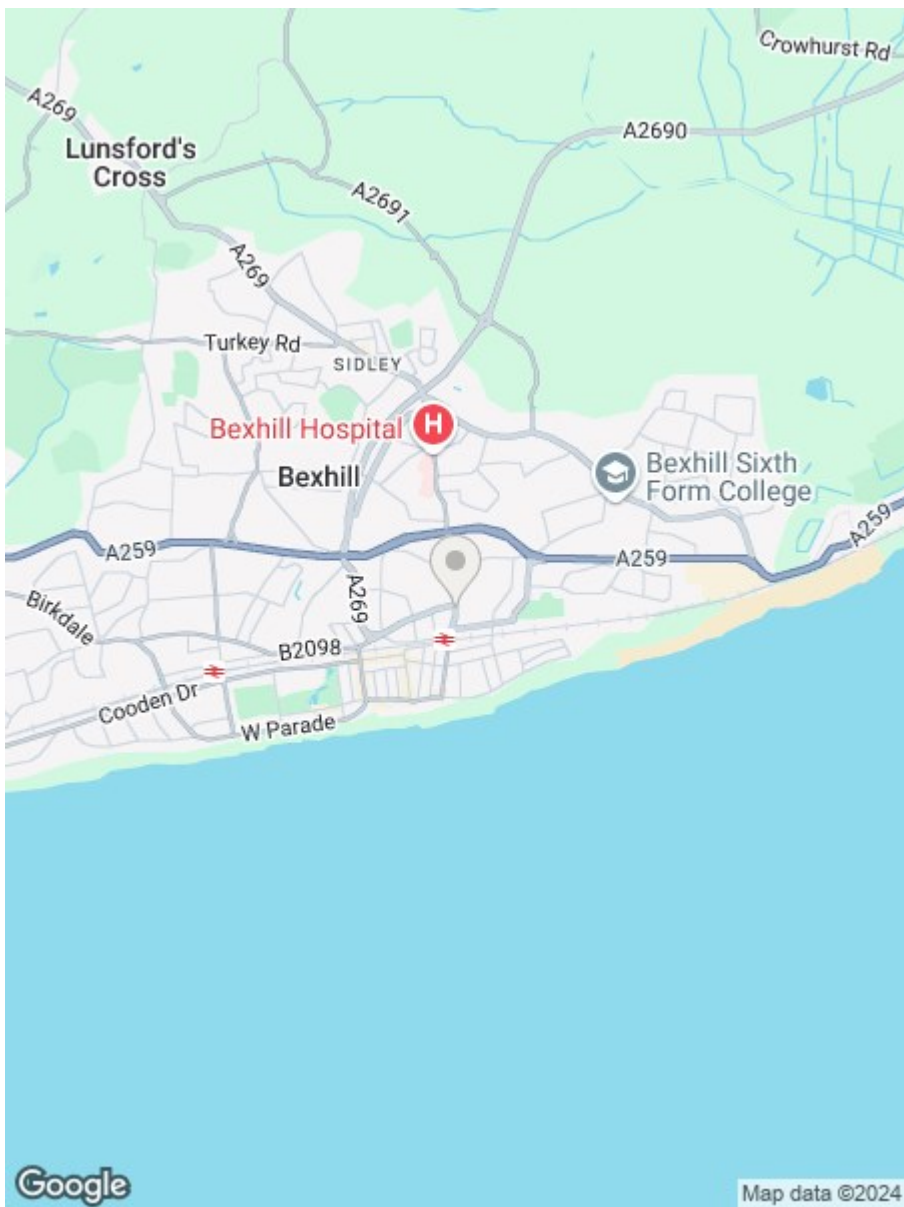 Crowhurst Rd
A269
A2690
Lunsford's
Cross
A2691
A269
Turkey Rd
SIDLEY
Bexhill Hospital
H
Bexhill
Bexhill Sixth
Form College
A259
A259
A259
A269
Birkdale
B2098
Cooden Dr
W Parade
Google
Map data ©2024